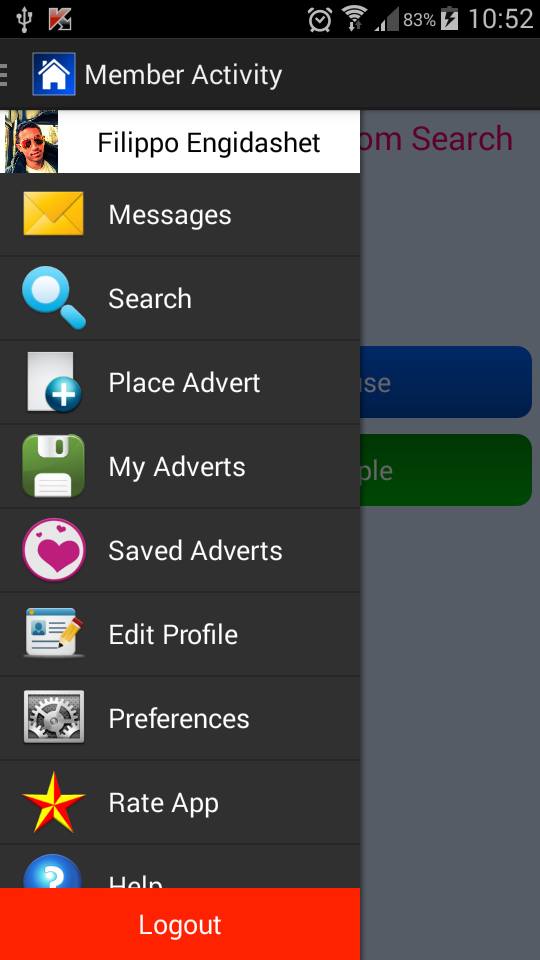 83% 10:52
Member Activity
Filippo Engidashet
om Search
Messages
Search
Place Advert
use
My Adverts
ple
Saved Adverts
Edit Profile
Preferences
Rate App
Help
Logout